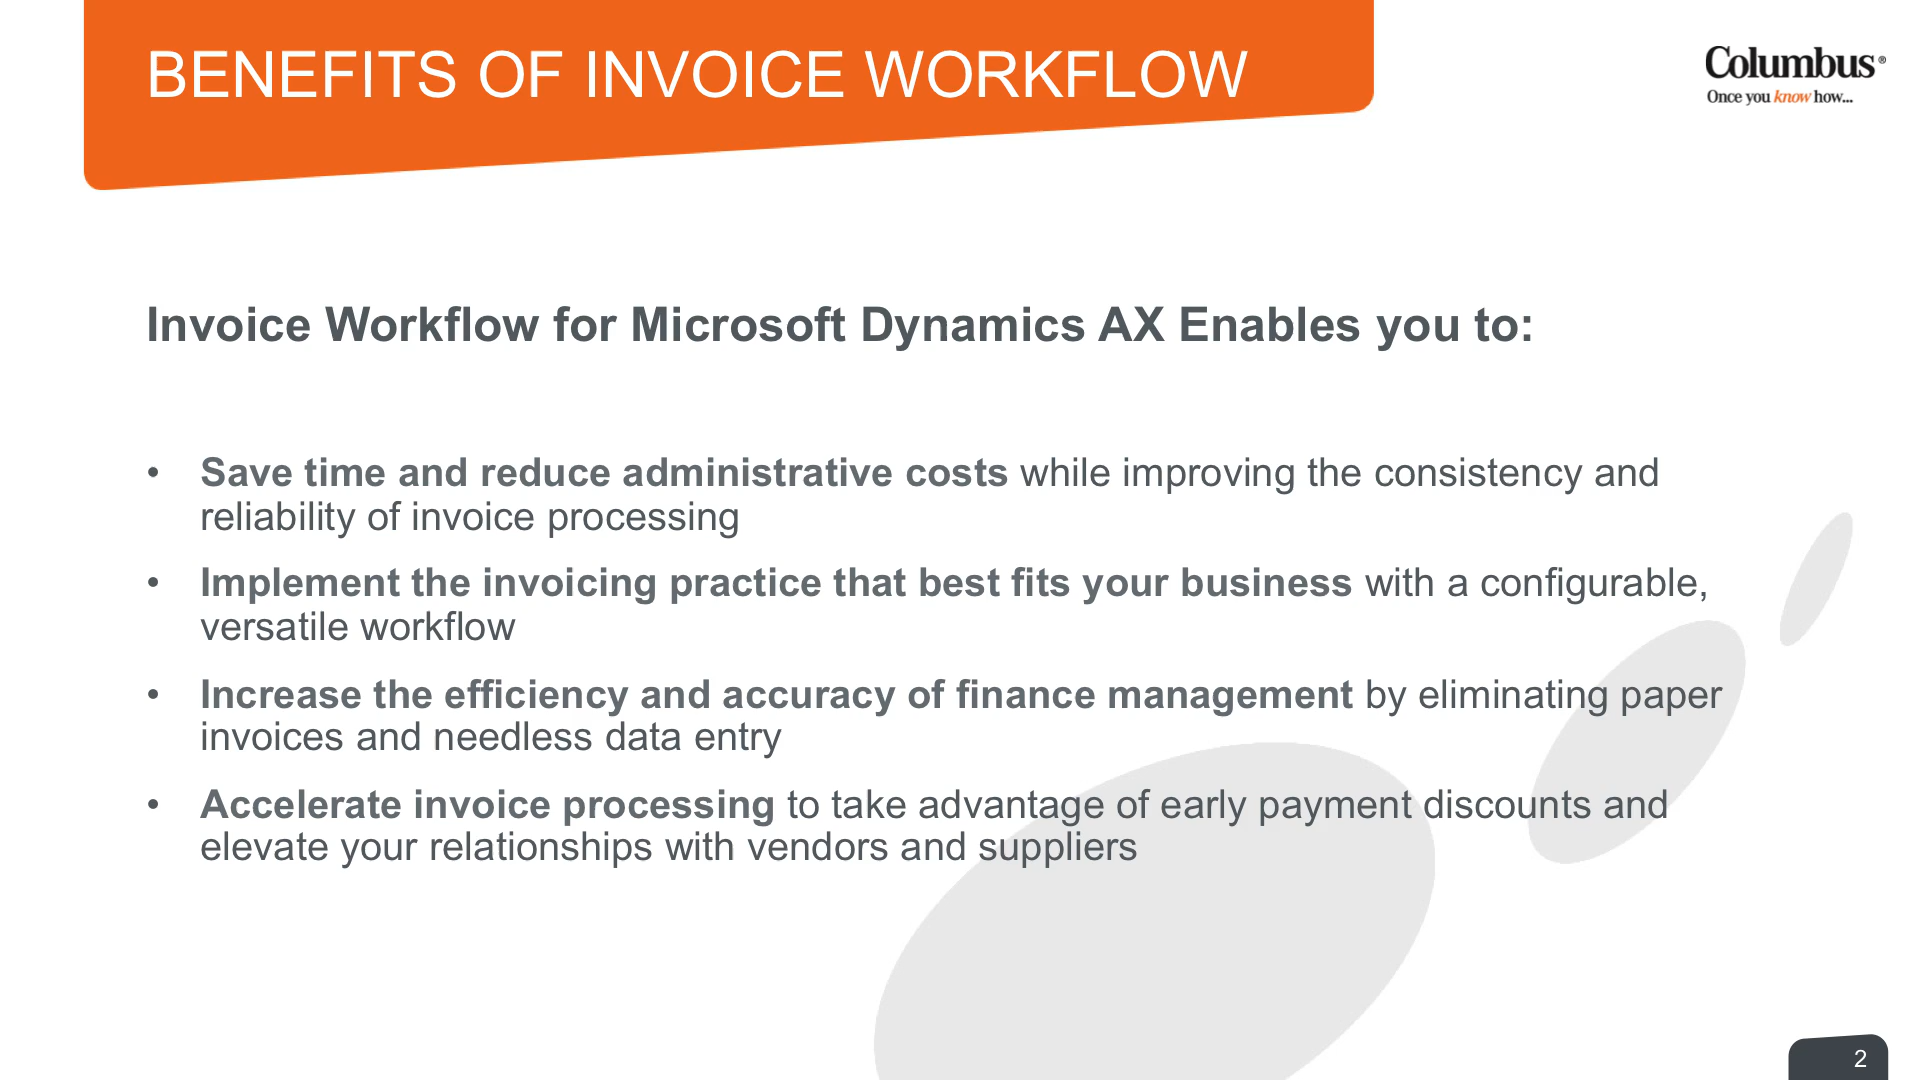 BENEFITS OF INVOICE WORKFLOW
Columbus®
Once you know how...
Invoice Workflow for Microsoft Dynamics AX Enables you to:
• Save time and reduce administrative costs while improving the consistency and
reliability of invoice processing
• Implement the invoicing practice that best fits your business with a configurable,
versatile workflow
• Increase the efficiency and accuracy of finance management by eliminating paper
invoices and needless data entry
• Accelerate invoice processing to take advantage of early payment discounts and
elevate your relationships with vendors and suppliers
2